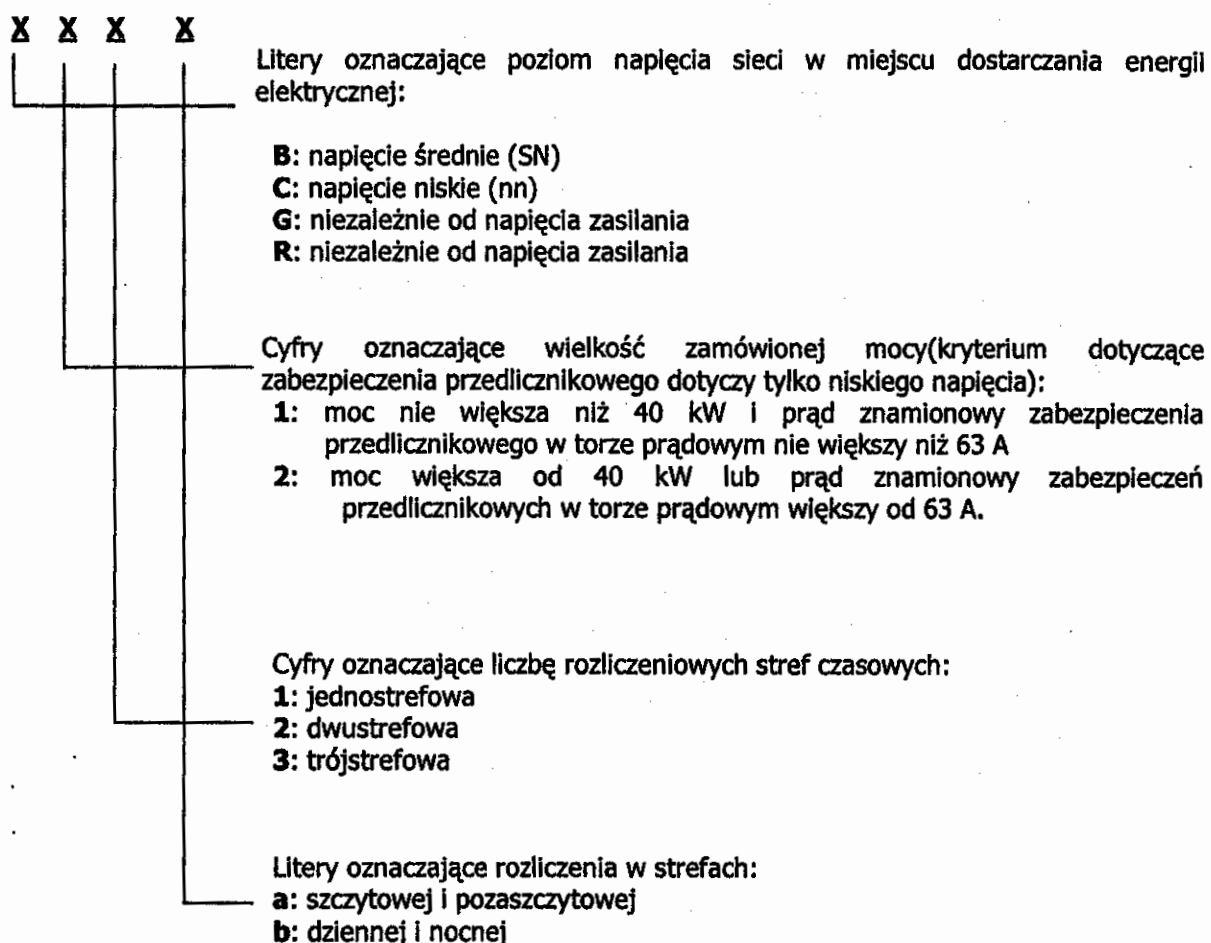 X X X X
Litery oznaczające poziom napięcia sieci w miejscu dostarczania energii
elektrycznej:
B: napięcie średnie (SN)
C: napięcie niskie (nn)
G: niezależnie od napięcia zasilania
R: niezależnie od napięcia zasilania
Cyfry oznaczające wielkość zamówionej mocy(kryterium dotyczące
zabezpieczenia przedlicznikowego dotyczy tylko niskiego napięcia):
1: moc nie większa niż 40 kW i prąd znamionowy zabezpieczenia
przedlicznikowego w torze prądowym nie większy niż 63 A
2: moc większa od 40 kW lub prąd znamionowy zabezpieczeń
przedlicznikowych w torze prądowym większy od 63 A.
Cyfry oznaczające liczbę rozliczeniowych stref czasowych:
1: jednostrefowa
2: dwustrefowa
3: trójstrefowa
Litery oznaczające rozliczenia w strefach:
a: szczytowej i pozaszczytowej
b: dziennej i nocnej